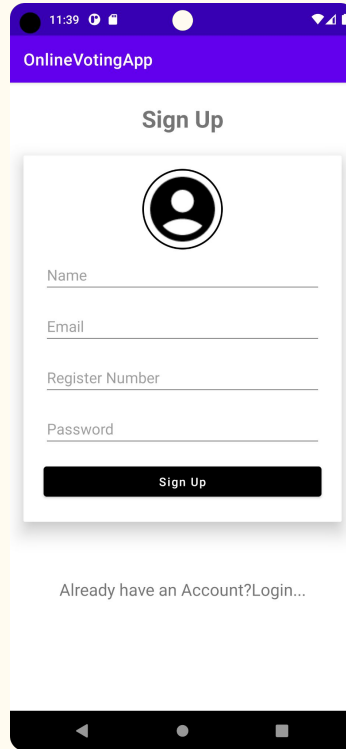 11:39
OnlineVotingApp
Sign Up
Name
Email
Register Number
Password
Sign Up
Already have an Account?Login...